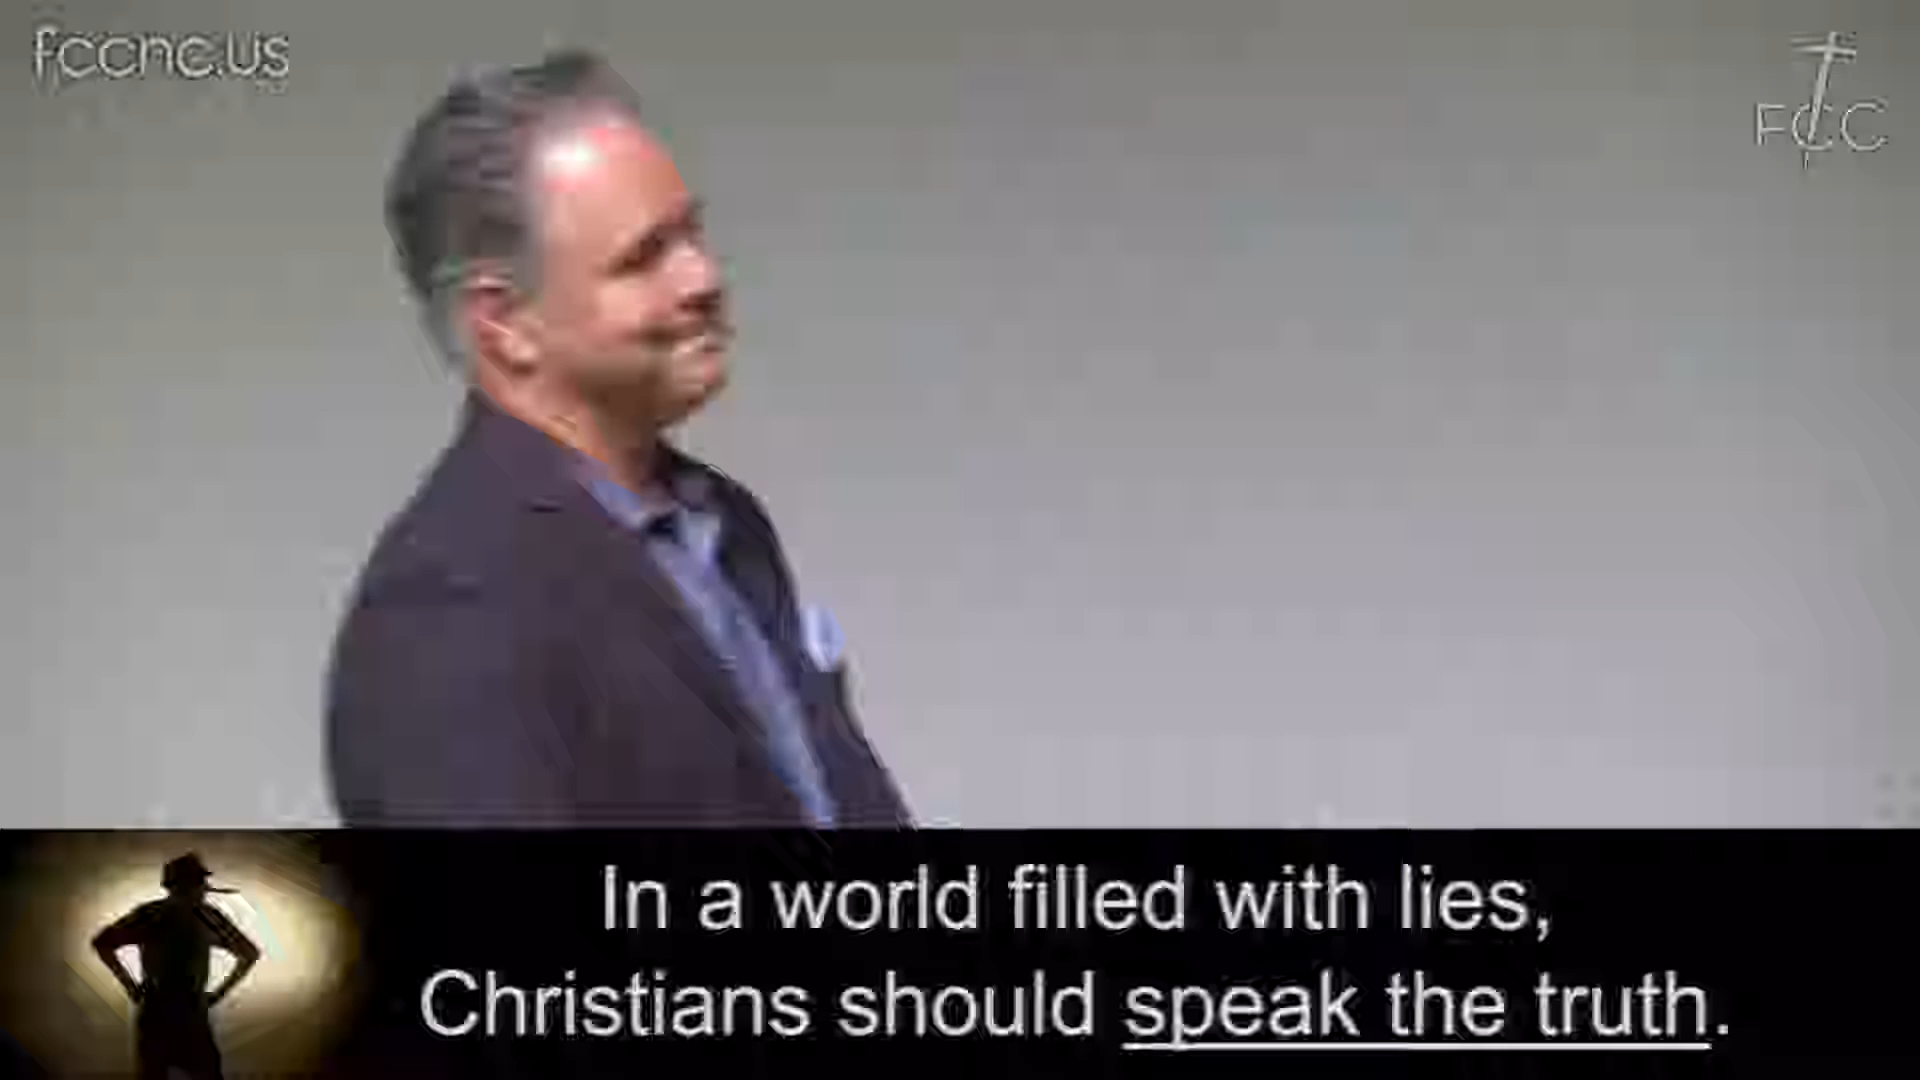 fccnc.us
FCC
In a world filled with lies,
Christians should speak the truth.